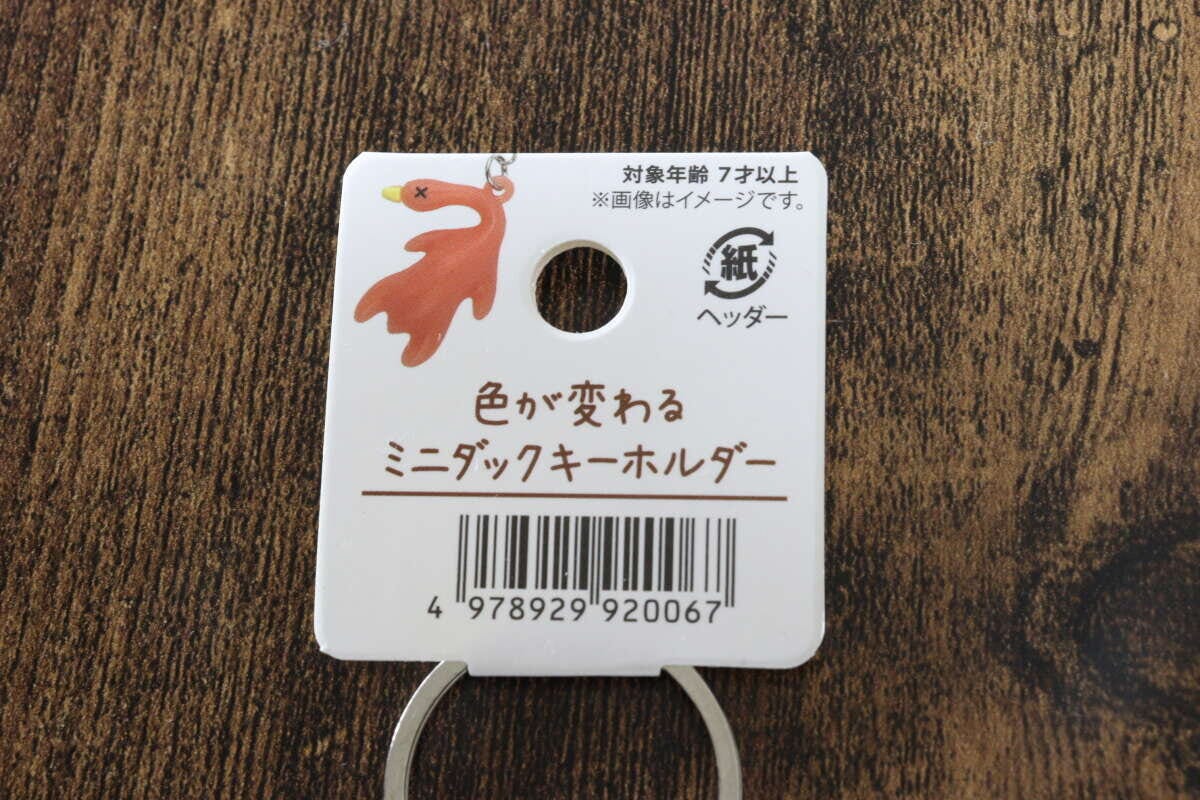 対象年齢 7才以上
※画像はイメージです。
紙
ヘッダー
色が変わる
ミニダックキーホルダー
4 978929 920067